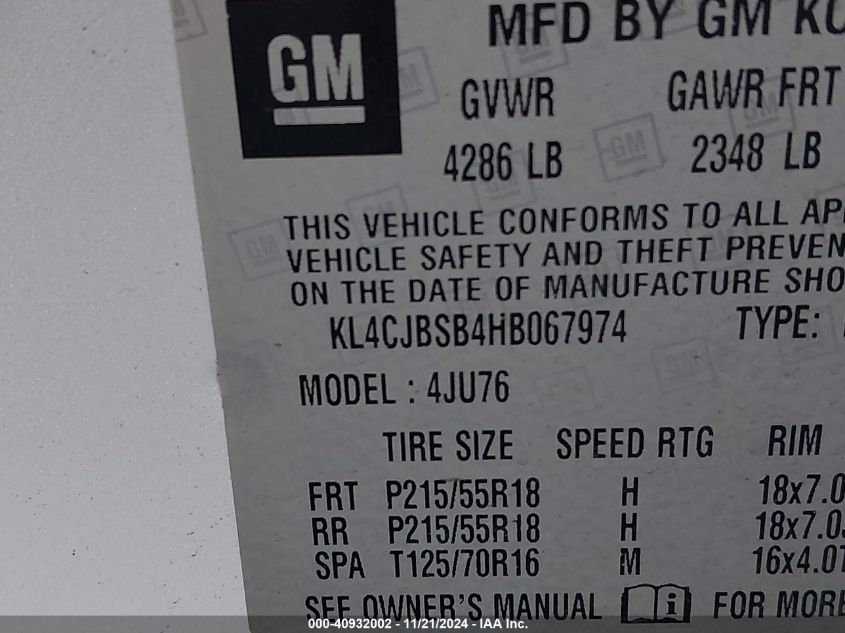 GM
MFD BY GM KO
GVWR GAWR FRT
4286 LB 2348 LB
THIS VEHICLE CONFORMS TO ALL AP
VEHICLE SAFETY AND THEFT PREVEN
ON THE DATE OF MANUFACTURE SHO
KL4CJBSB4HB067974 TYPE:
MODEL : 4JU76
TIRE SIZE SPEED RTG RIM
FRT P215/55R18 H 18x7.0
RR P215/55R18 H 18x7.0J
SPA T125/70R16 M 16x4.0T
SEE OWNER'S MANUAL i FOR MORE
000-40932002 - 11/21/2024 - IAA Inc.